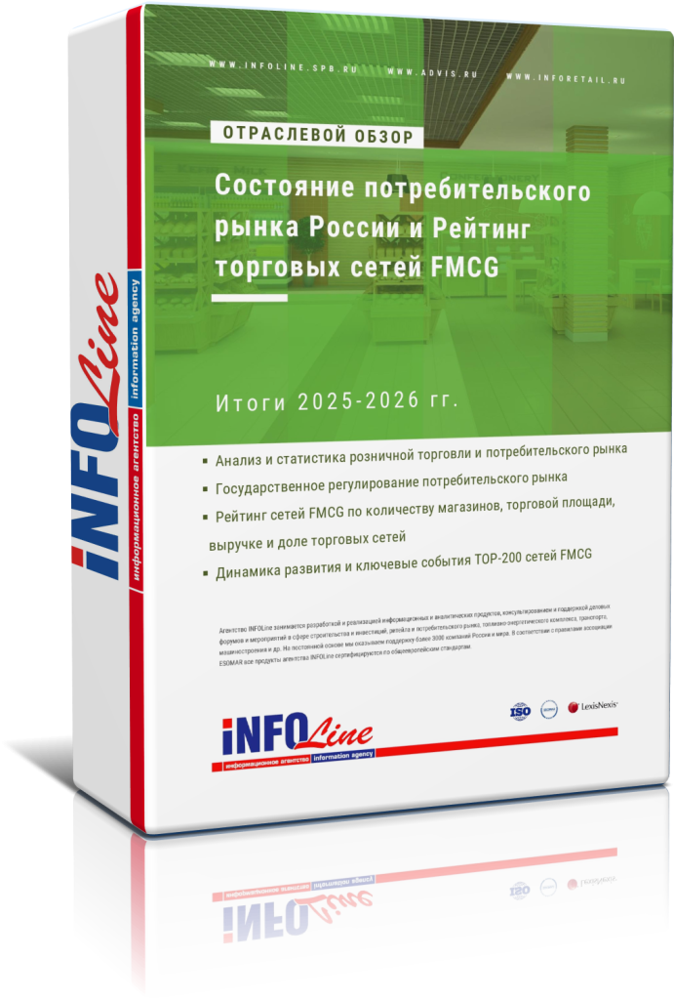 WWW.INFOLINE.SPB.RU WWW.ADVIS.RU WWW.INFORETAIL.RU
ОТРАСЛЕВОЙ ОБЗОР
Состояние потребительского
рынка России и Рейтинг
торговых сетей FMCG
Итоги 2025-2026 гг.
▪ Анализ и статистика розничной торговли и потребительского рынка
▪ Государственное регулирование потребительского рынка
▪ Рейтинг сетей FMCG по количеству магазинов, торговой площади,
выручке и доле торговых сетей
▪ Динамика развития и ключевые события TOP-200 сетей FMCG
Агентство INFOLine занимается разработкой и реализацией информационных и аналитических продуктов, консультированием и поддержкой деловых
форумов и мероприятий в сфере строительства и инвестиций, ритейла и потребительского рынка, топливно-энергетического комплекса, транспорта,
машиностроения и др. На постоянной основе мы оказываем поддержку более 3000 компаний России и мира. В соответствии с правилами ассоциации
ESOMAR все продукты агентства INFOLine сертифицируются по общеевропейским стандартам.
iNFOLine
информационное агентство information agency
ISO
LexisNexis®
iNFOLine
информационное агентство information agency